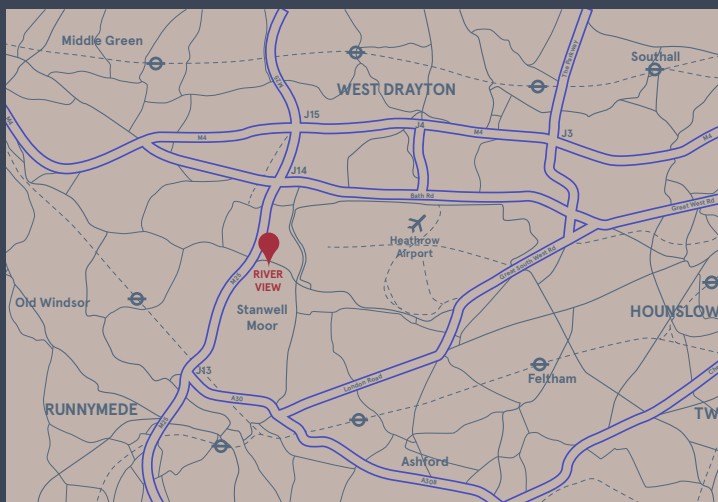 Middle Green
Southall
The Parkway
M25
WEST DRAYTON
J15
J4
M4
M4
M4
J3
M4
J14
Bath Rd
Great West Rd
Heathrow
Airport
Great South West Rd
RIVER
VIEW
M25
Old Windsor
Stanwell
Moor
HOUNSLOW
J13
London Road
Feltham
A30
RUNNYMEDE
M25
TW
Ashford
A308